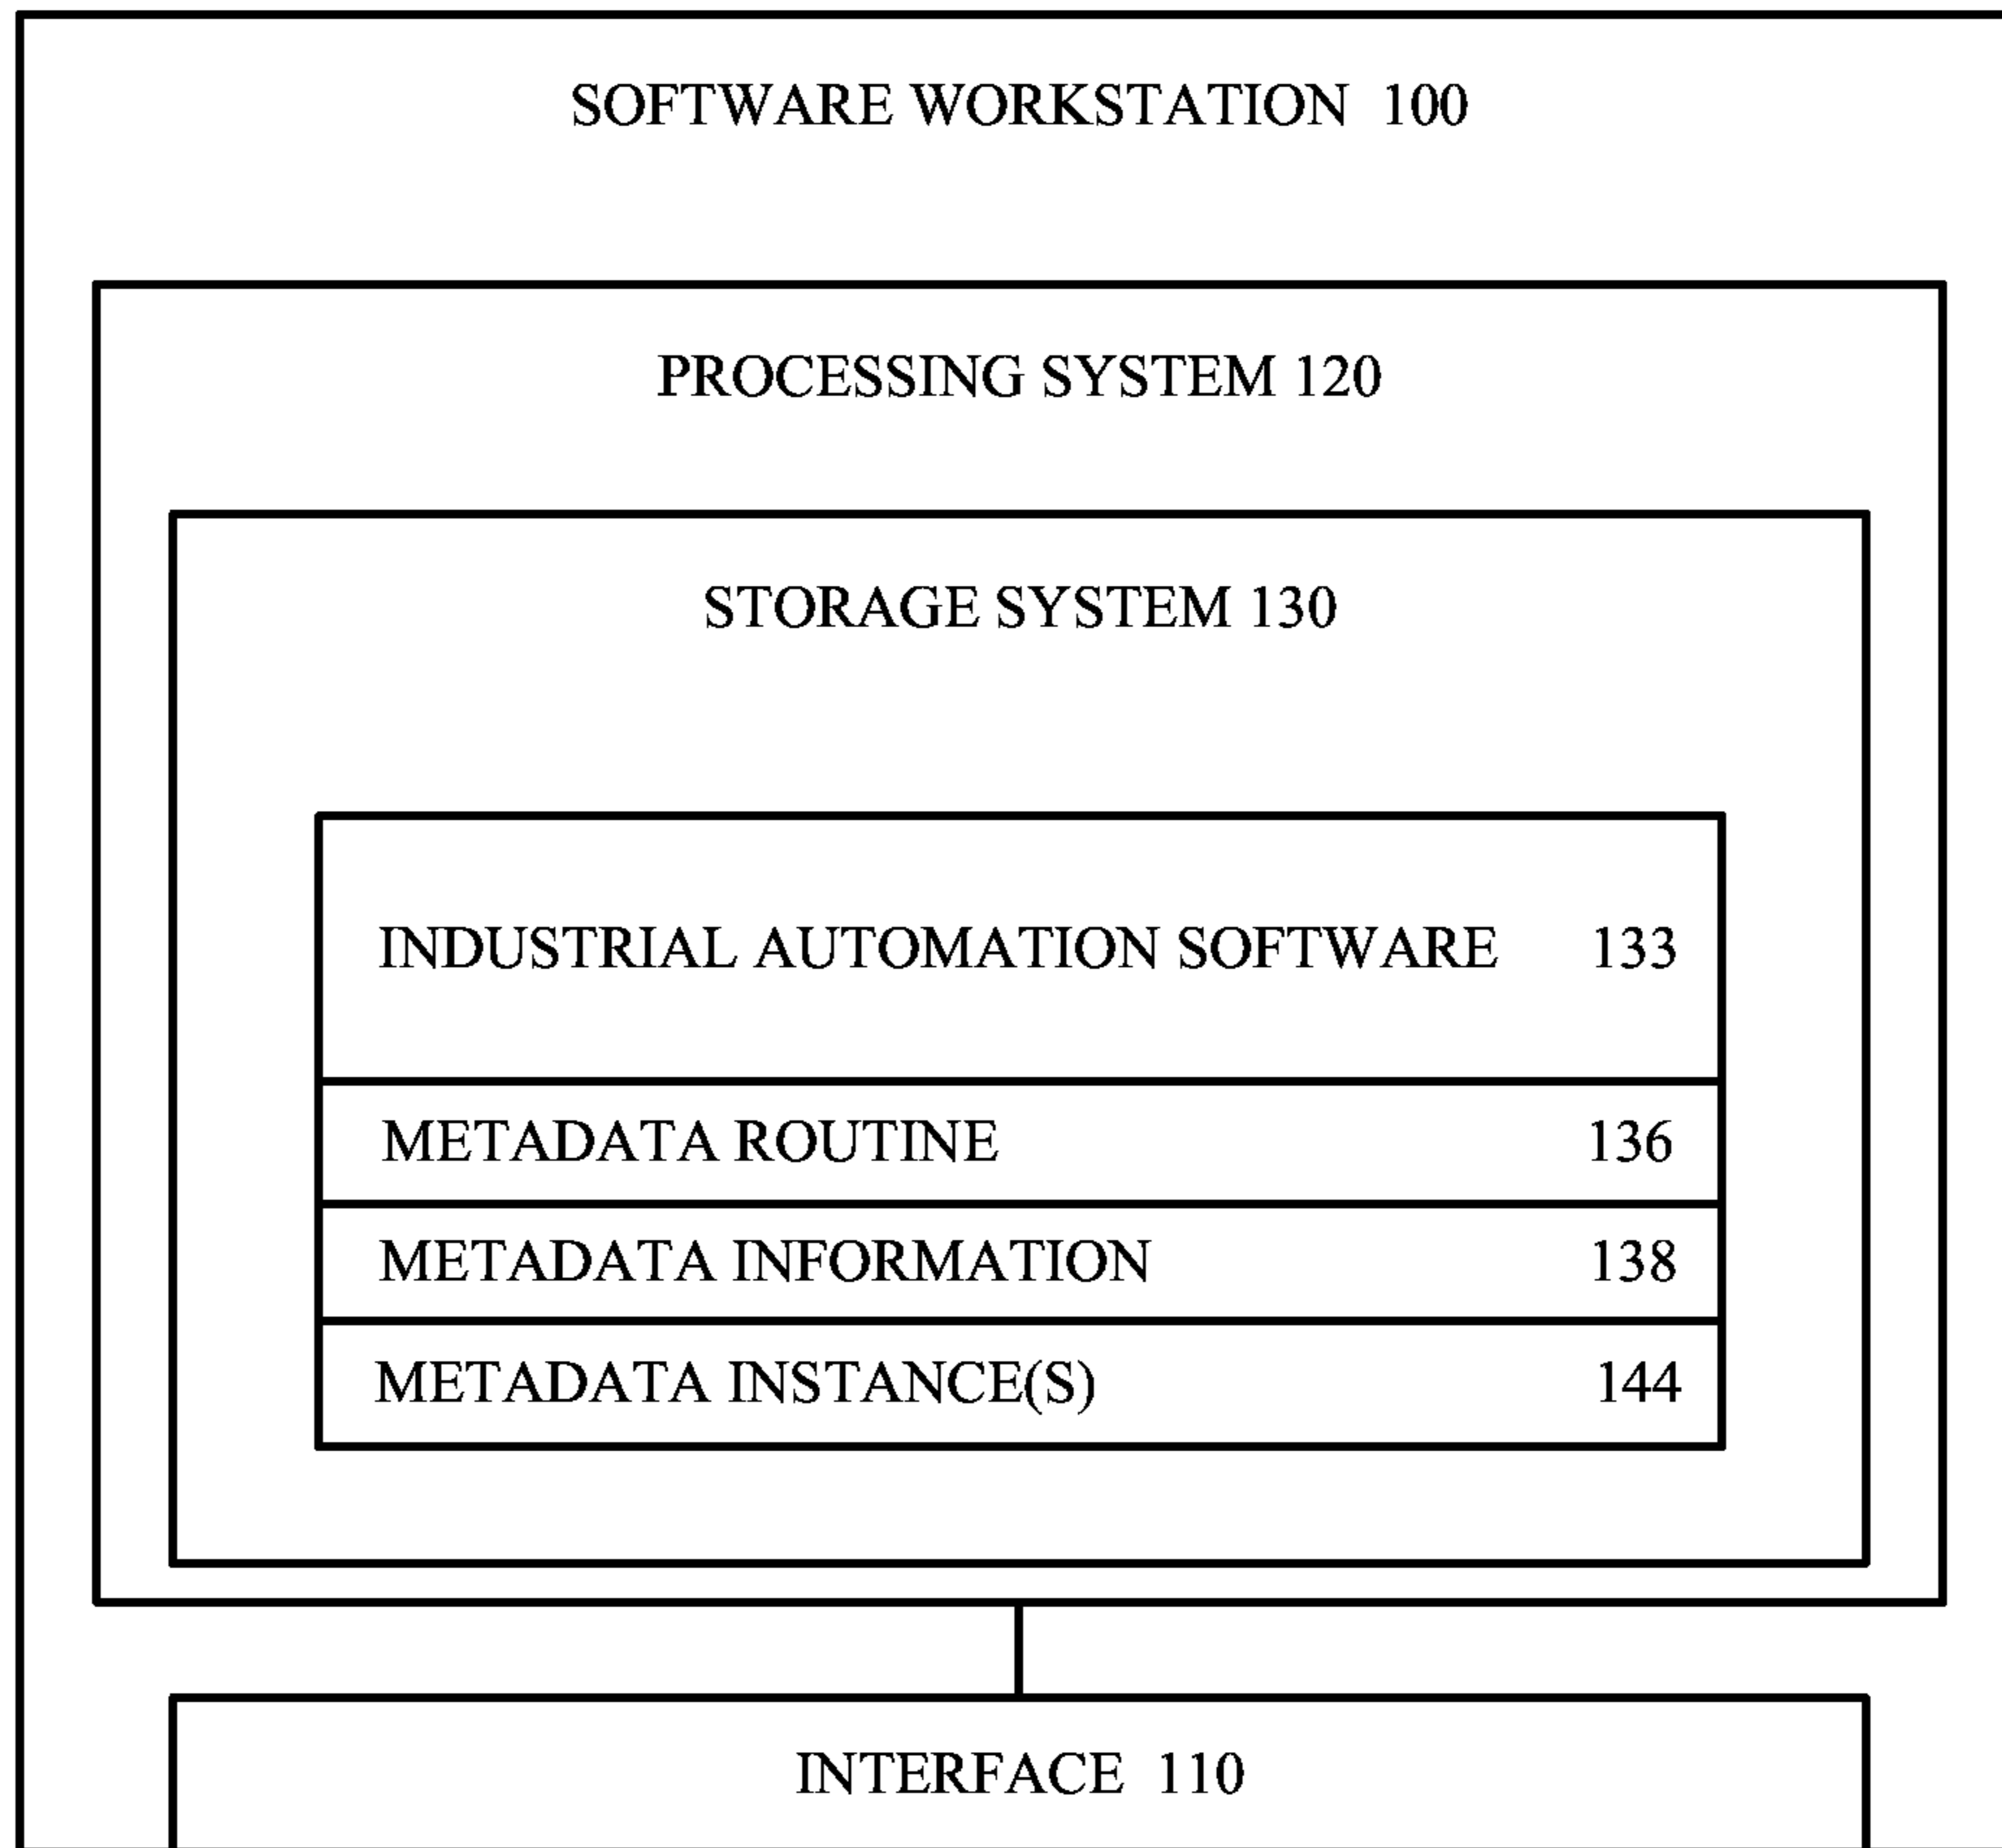 SOFTWARE WORKSTATION 100
PROCESSING SYSTEM 120
STORAGE SYSTEM 130
INDUSTRIAL AUTOMATION SOFTWARE 133
METADATA ROUTINE 136
METADATA INFORMATION 138
METADATA INSTANCE(S) 144
INTERFACE 110